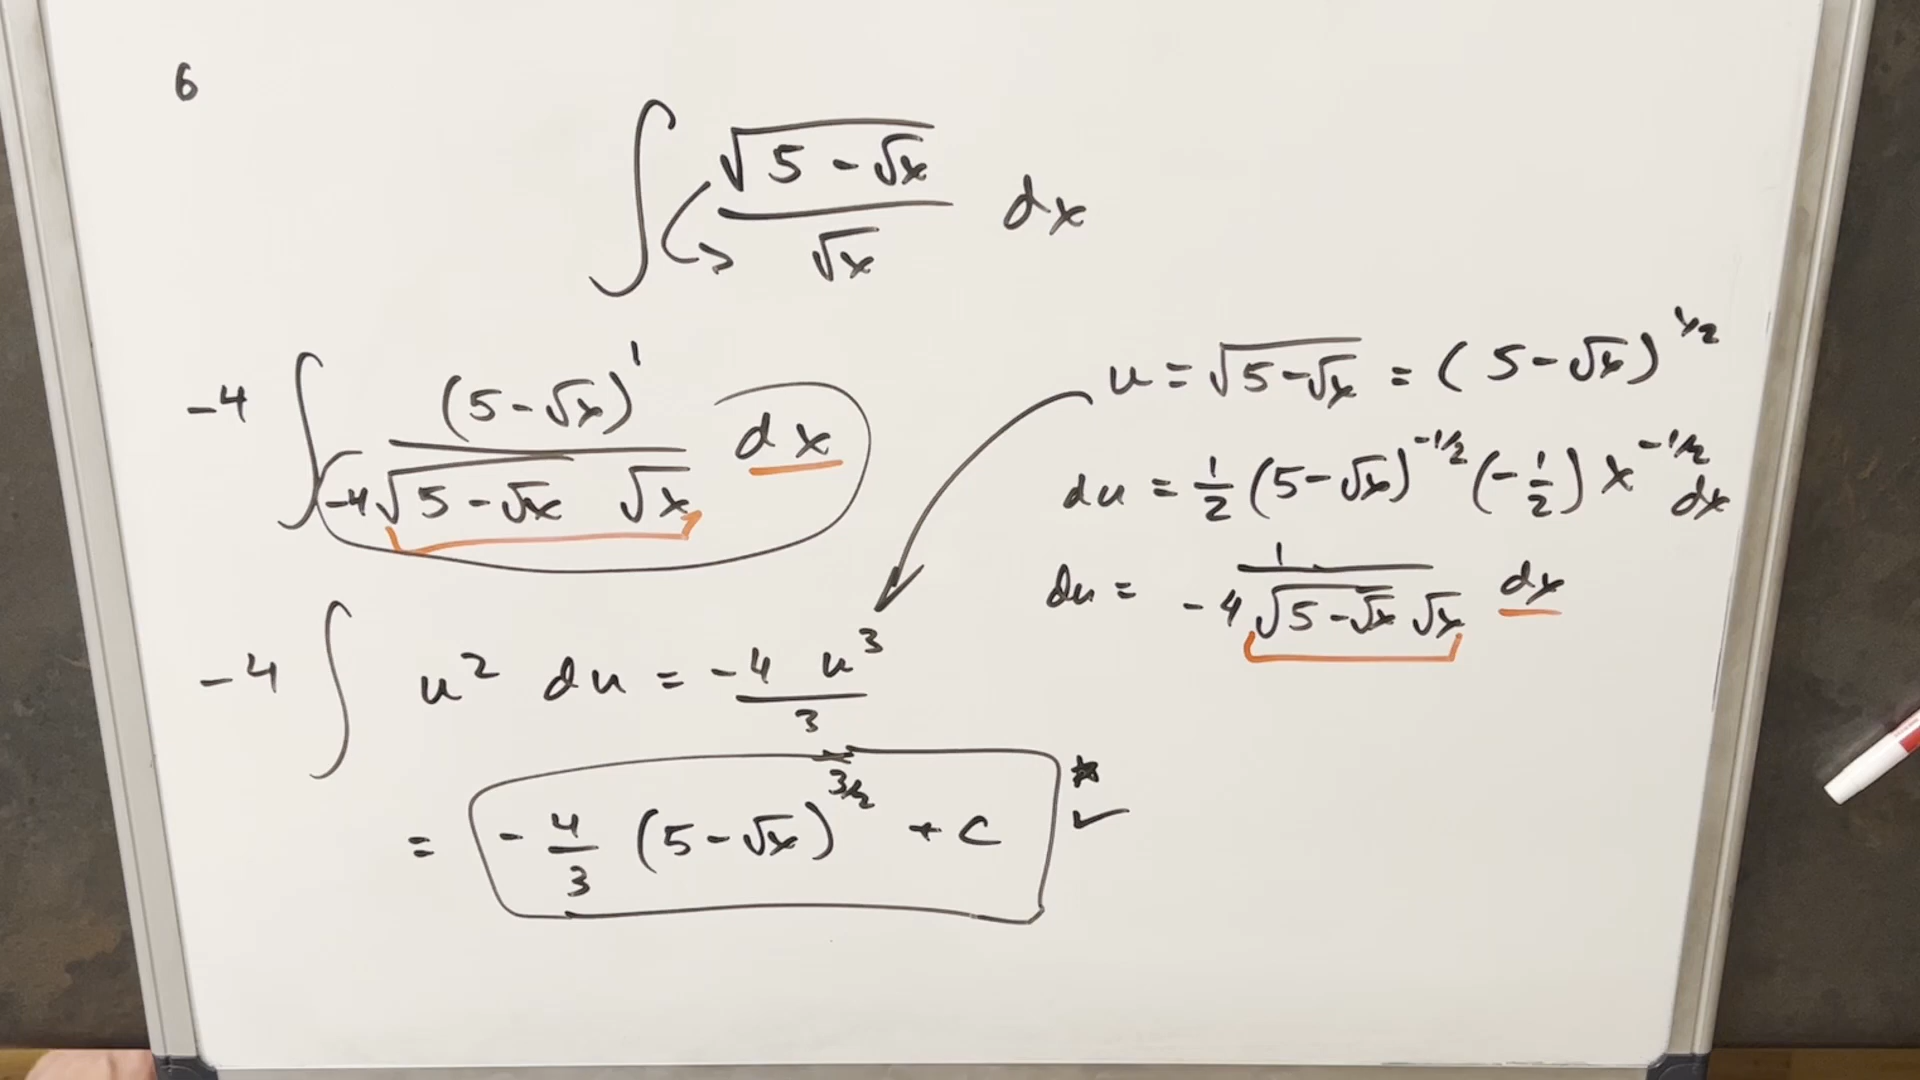 6
∫ √(5-√x) / √x dx
-4 ∫ (5-√x)^1 / (-4√(5-√x) √x) dx
-4 ∫ u^2 du = -4 u^3 / 3
= -4/3 (5-√x)^3/2 + C * ✓
u = √(5-√x) = (5-√x)^1/2
du = 1/2 (5-√x)^-1/2 (-1/2) x^-1/2 dx
du = 1 / (-4√(5-√x) √x) dx